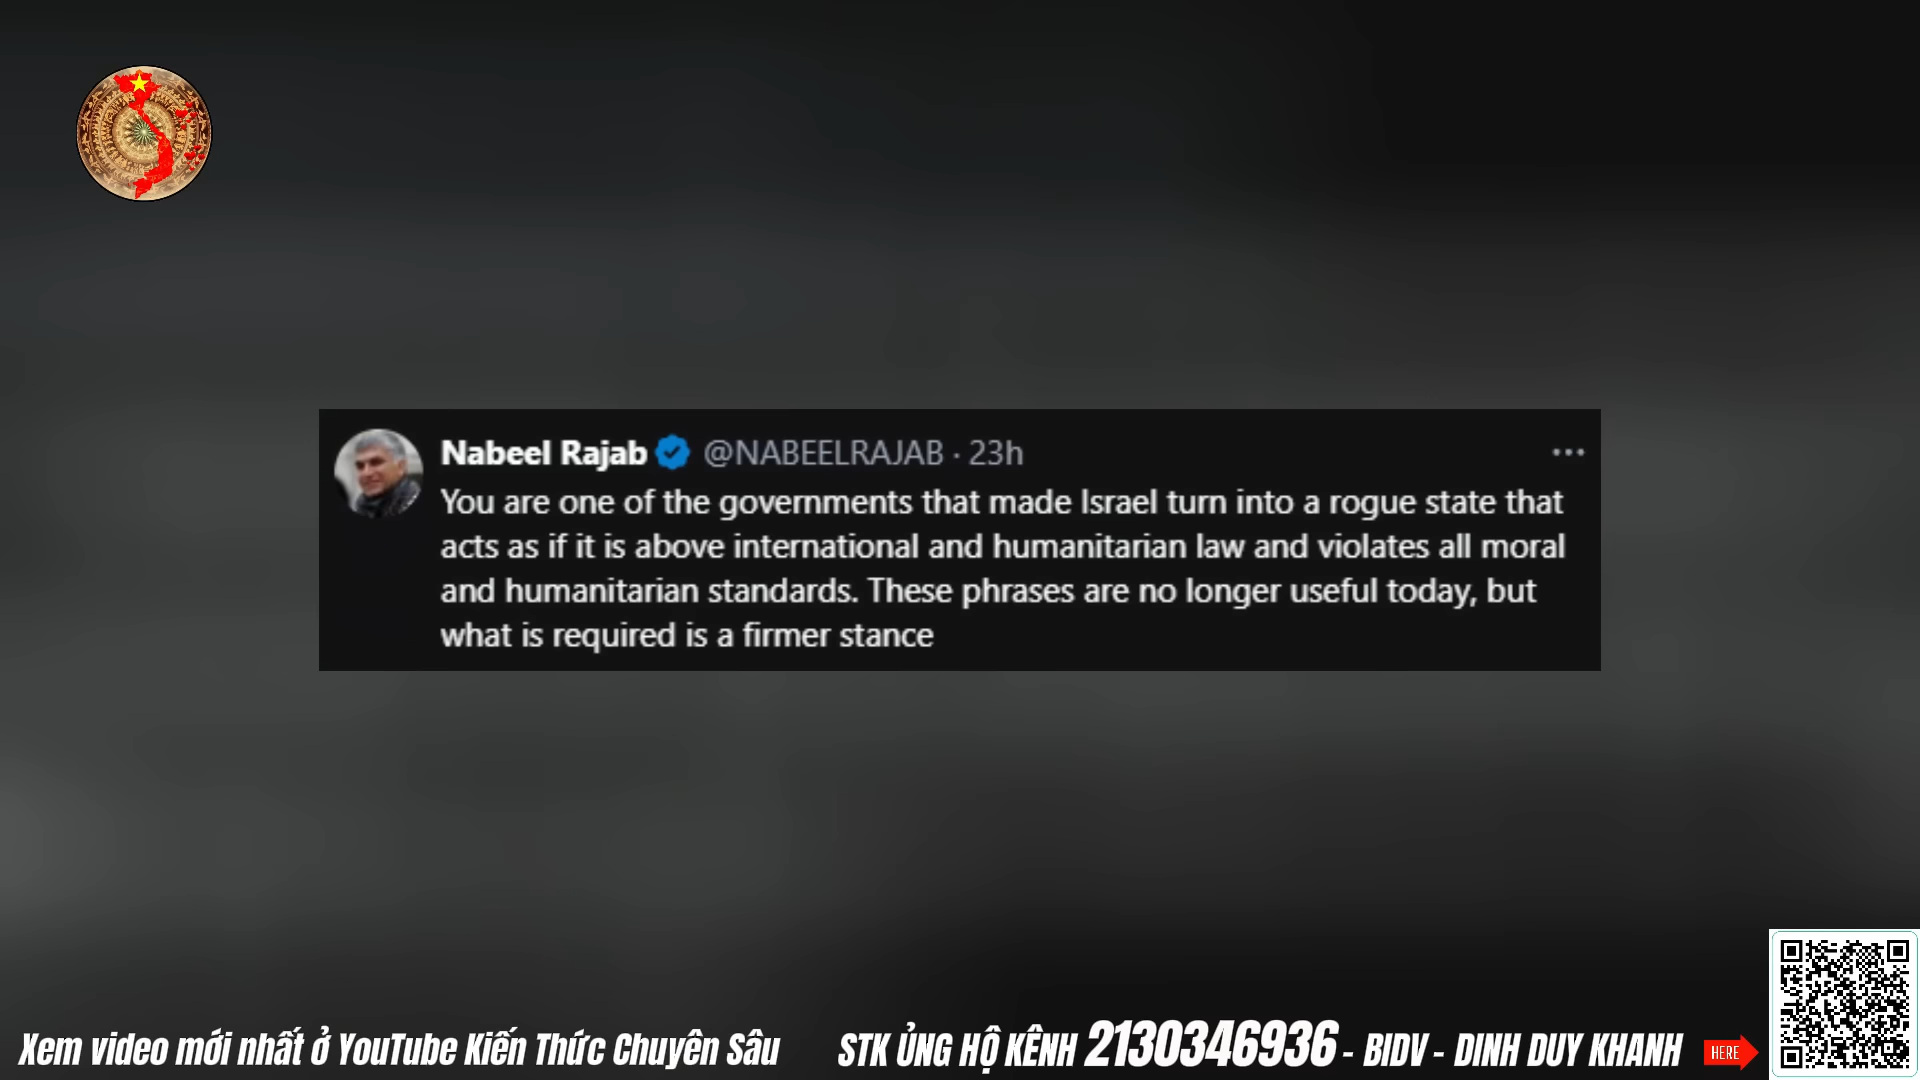 Nabeel Rajab @NABEELRAJAB · 23h
You are one of the governments that made Israel turn into a rogue state that
acts as if it is above international and humanitarian law and violates all moral
and humanitarian standards. These phrases are no longer useful today, but
what is required is a firmer stance
Xem video mới nhất ở YouTube Kiến Thức Chuyên Sâu
STK ỦNG HỘ KÊNH 2130346936 - BIDV - DINH DUY KHANH
HERE